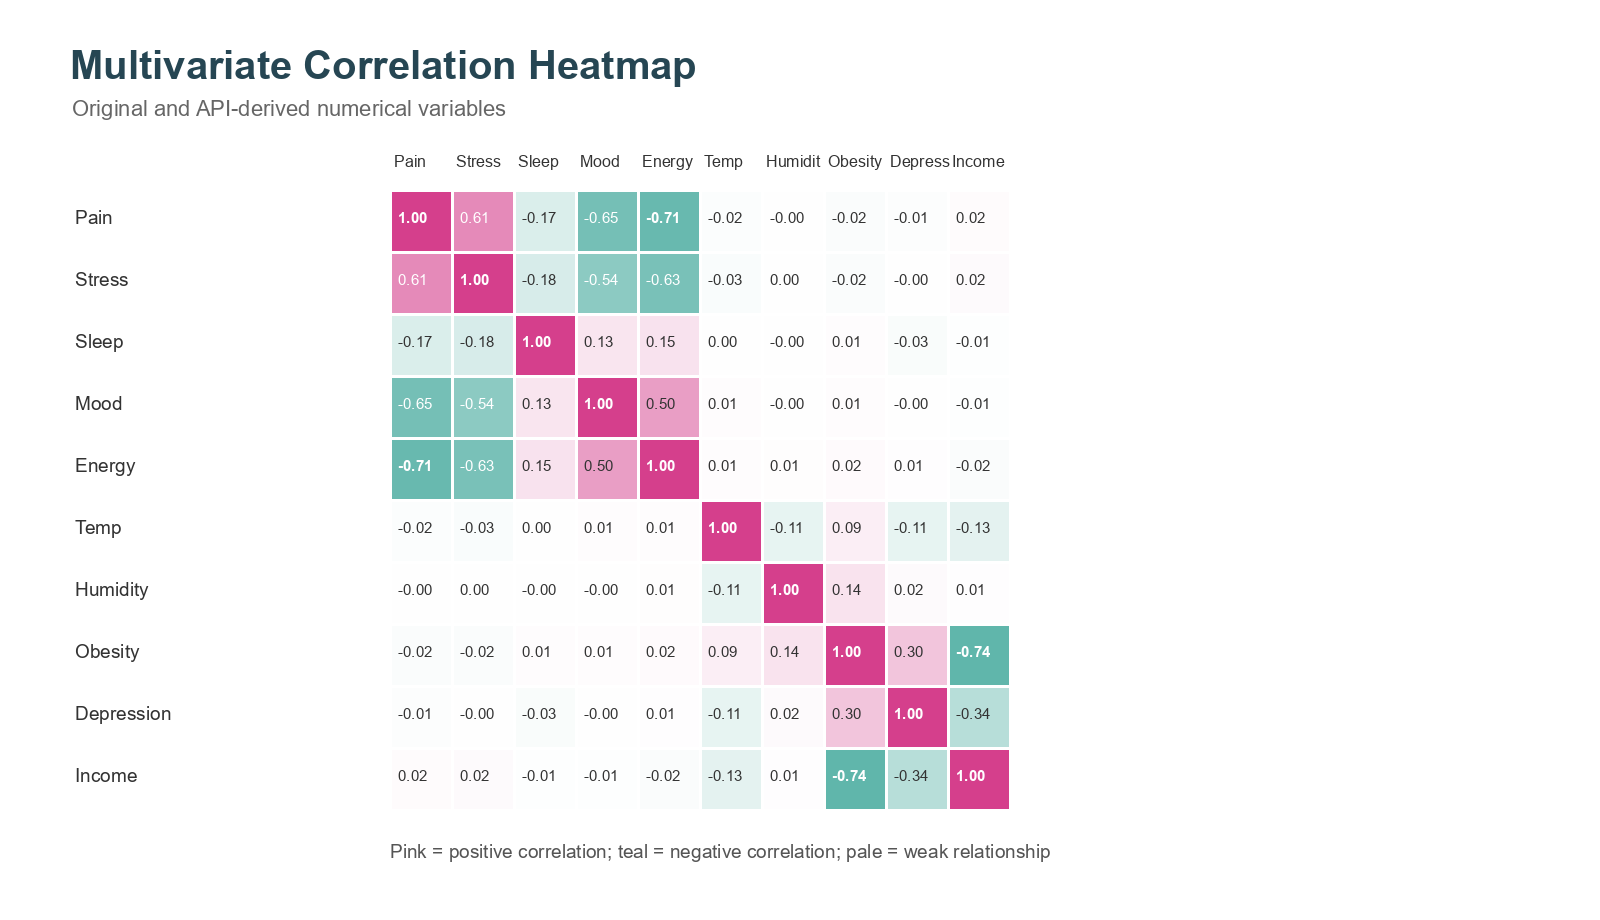 Multivariate Correlation Heatmap
Original and API-derived numerical variables
Pain Stress Sleep Mood Energy Temp Humidit Obesity Depress Income
Pain 1.00 0.61 -0.17 -0.65 -0.71 -0.02 -0.00 -0.02 -0.01 0.02
Stress 0.61 1.00 -0.18 -0.54 -0.63 -0.03 0.00 -0.02 -0.00 0.02
Sleep -0.17 -0.18 1.00 0.13 0.15 0.00 -0.00 0.01 -0.03 -0.01
Mood -0.65 -0.54 0.13 1.00 0.50 0.01 -0.00 0.01 -0.00 -0.01
Energy -0.71 -0.63 0.15 0.50 1.00 0.01 0.01 0.02 0.01 -0.02
Temp -0.02 -0.03 0.00 0.01 0.01 1.00 -0.11 0.09 -0.11 -0.13
Humidity -0.00 0.00 -0.00 -0.00 0.01 -0.11 1.00 0.14 0.02 0.01
Obesity -0.02 -0.02 0.01 0.01 0.02 0.09 0.14 1.00 0.30 -0.74
Depression -0.01 -0.00 -0.03 -0.00 0.01 -0.11 0.02 0.30 1.00 -0.34
Income 0.02 0.02 -0.01 -0.01 -0.02 -0.13 0.01 -0.74 -0.34 1.00
Pink = positive correlation; teal = negative correlation; pale = weak relationship